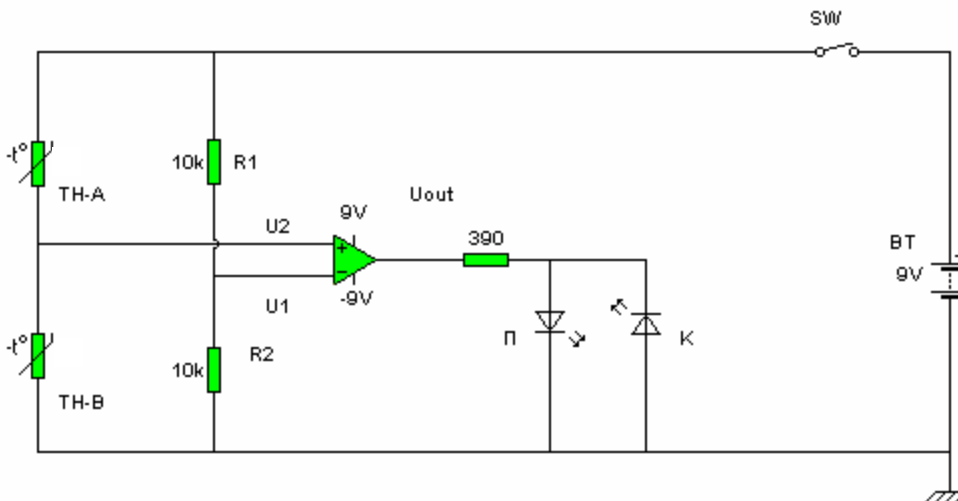 SW
-t°
TH-A
10k
R1
Uout
9V
U2
+
390
BT
9V
+
-
-9V
U1
П
К
-t°
TH-B
10k
R2